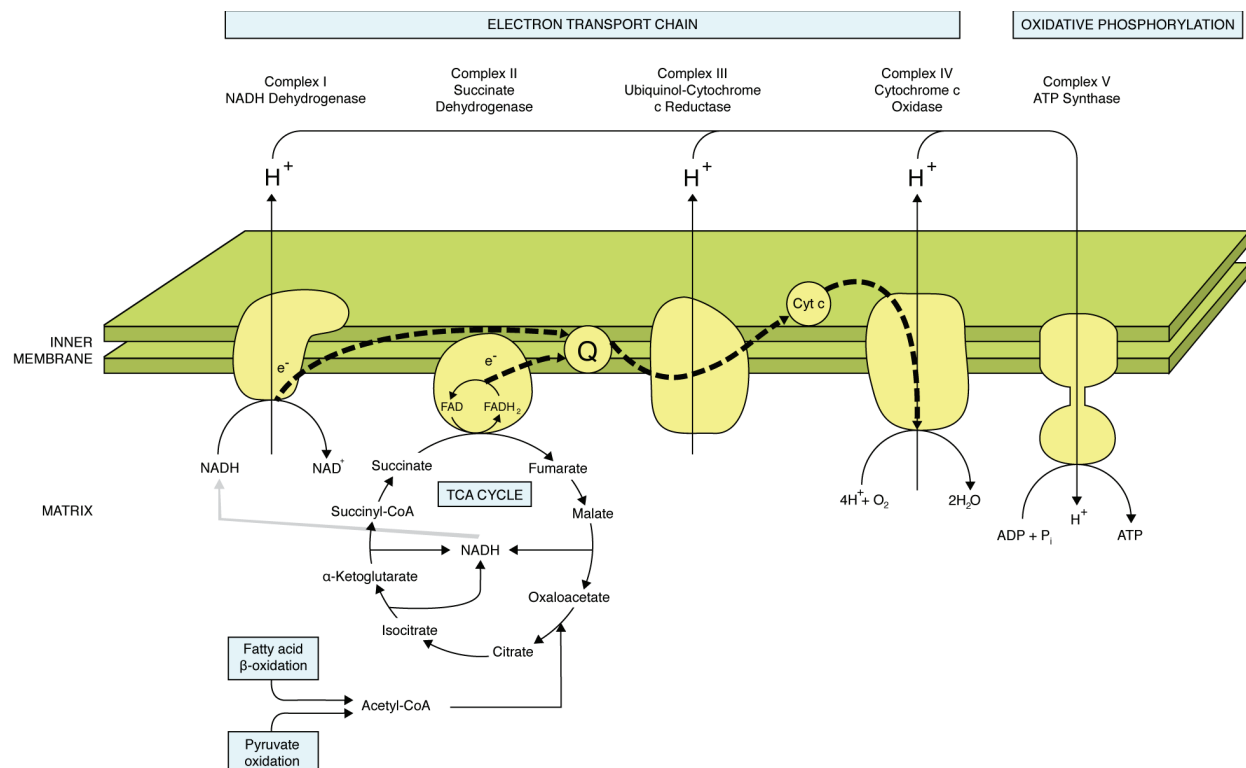 ELECTRON TRANSPORT CHAIN
OXIDATIVE PHOSPHORYLATION
Complex I
NADH Dehydrogenase
Complex II
Succinate
Dehydrogenase
Complex III
Ubiquinol-Cytochrome
c Reductase
Complex IV
Cytochrome c
Oxidase
Complex V
ATP Synthase
H+
H+
H+
INNER
MEMBRANE
e-
e-
Q
Cyt c
FAD
FADH2
NADH
NAD+
Succinate
Fumarate
TCA CYCLE
MATRIX
Succinyl-CoA
Malate
4H+ + O2
2H2O
ADP + Pi
H+
ATP
NADH
α-Ketoglutarate
Oxaloacetate
Isocitrate
Citrate
Fatty acid
β-oxidation
Acetyl-CoA
Pyruvate
oxidation